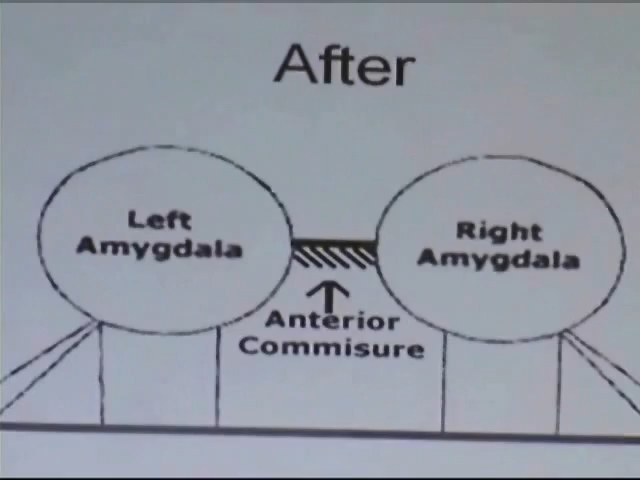 After
Left
Amygdala
Right
Amygdala
Anterior
Commisure